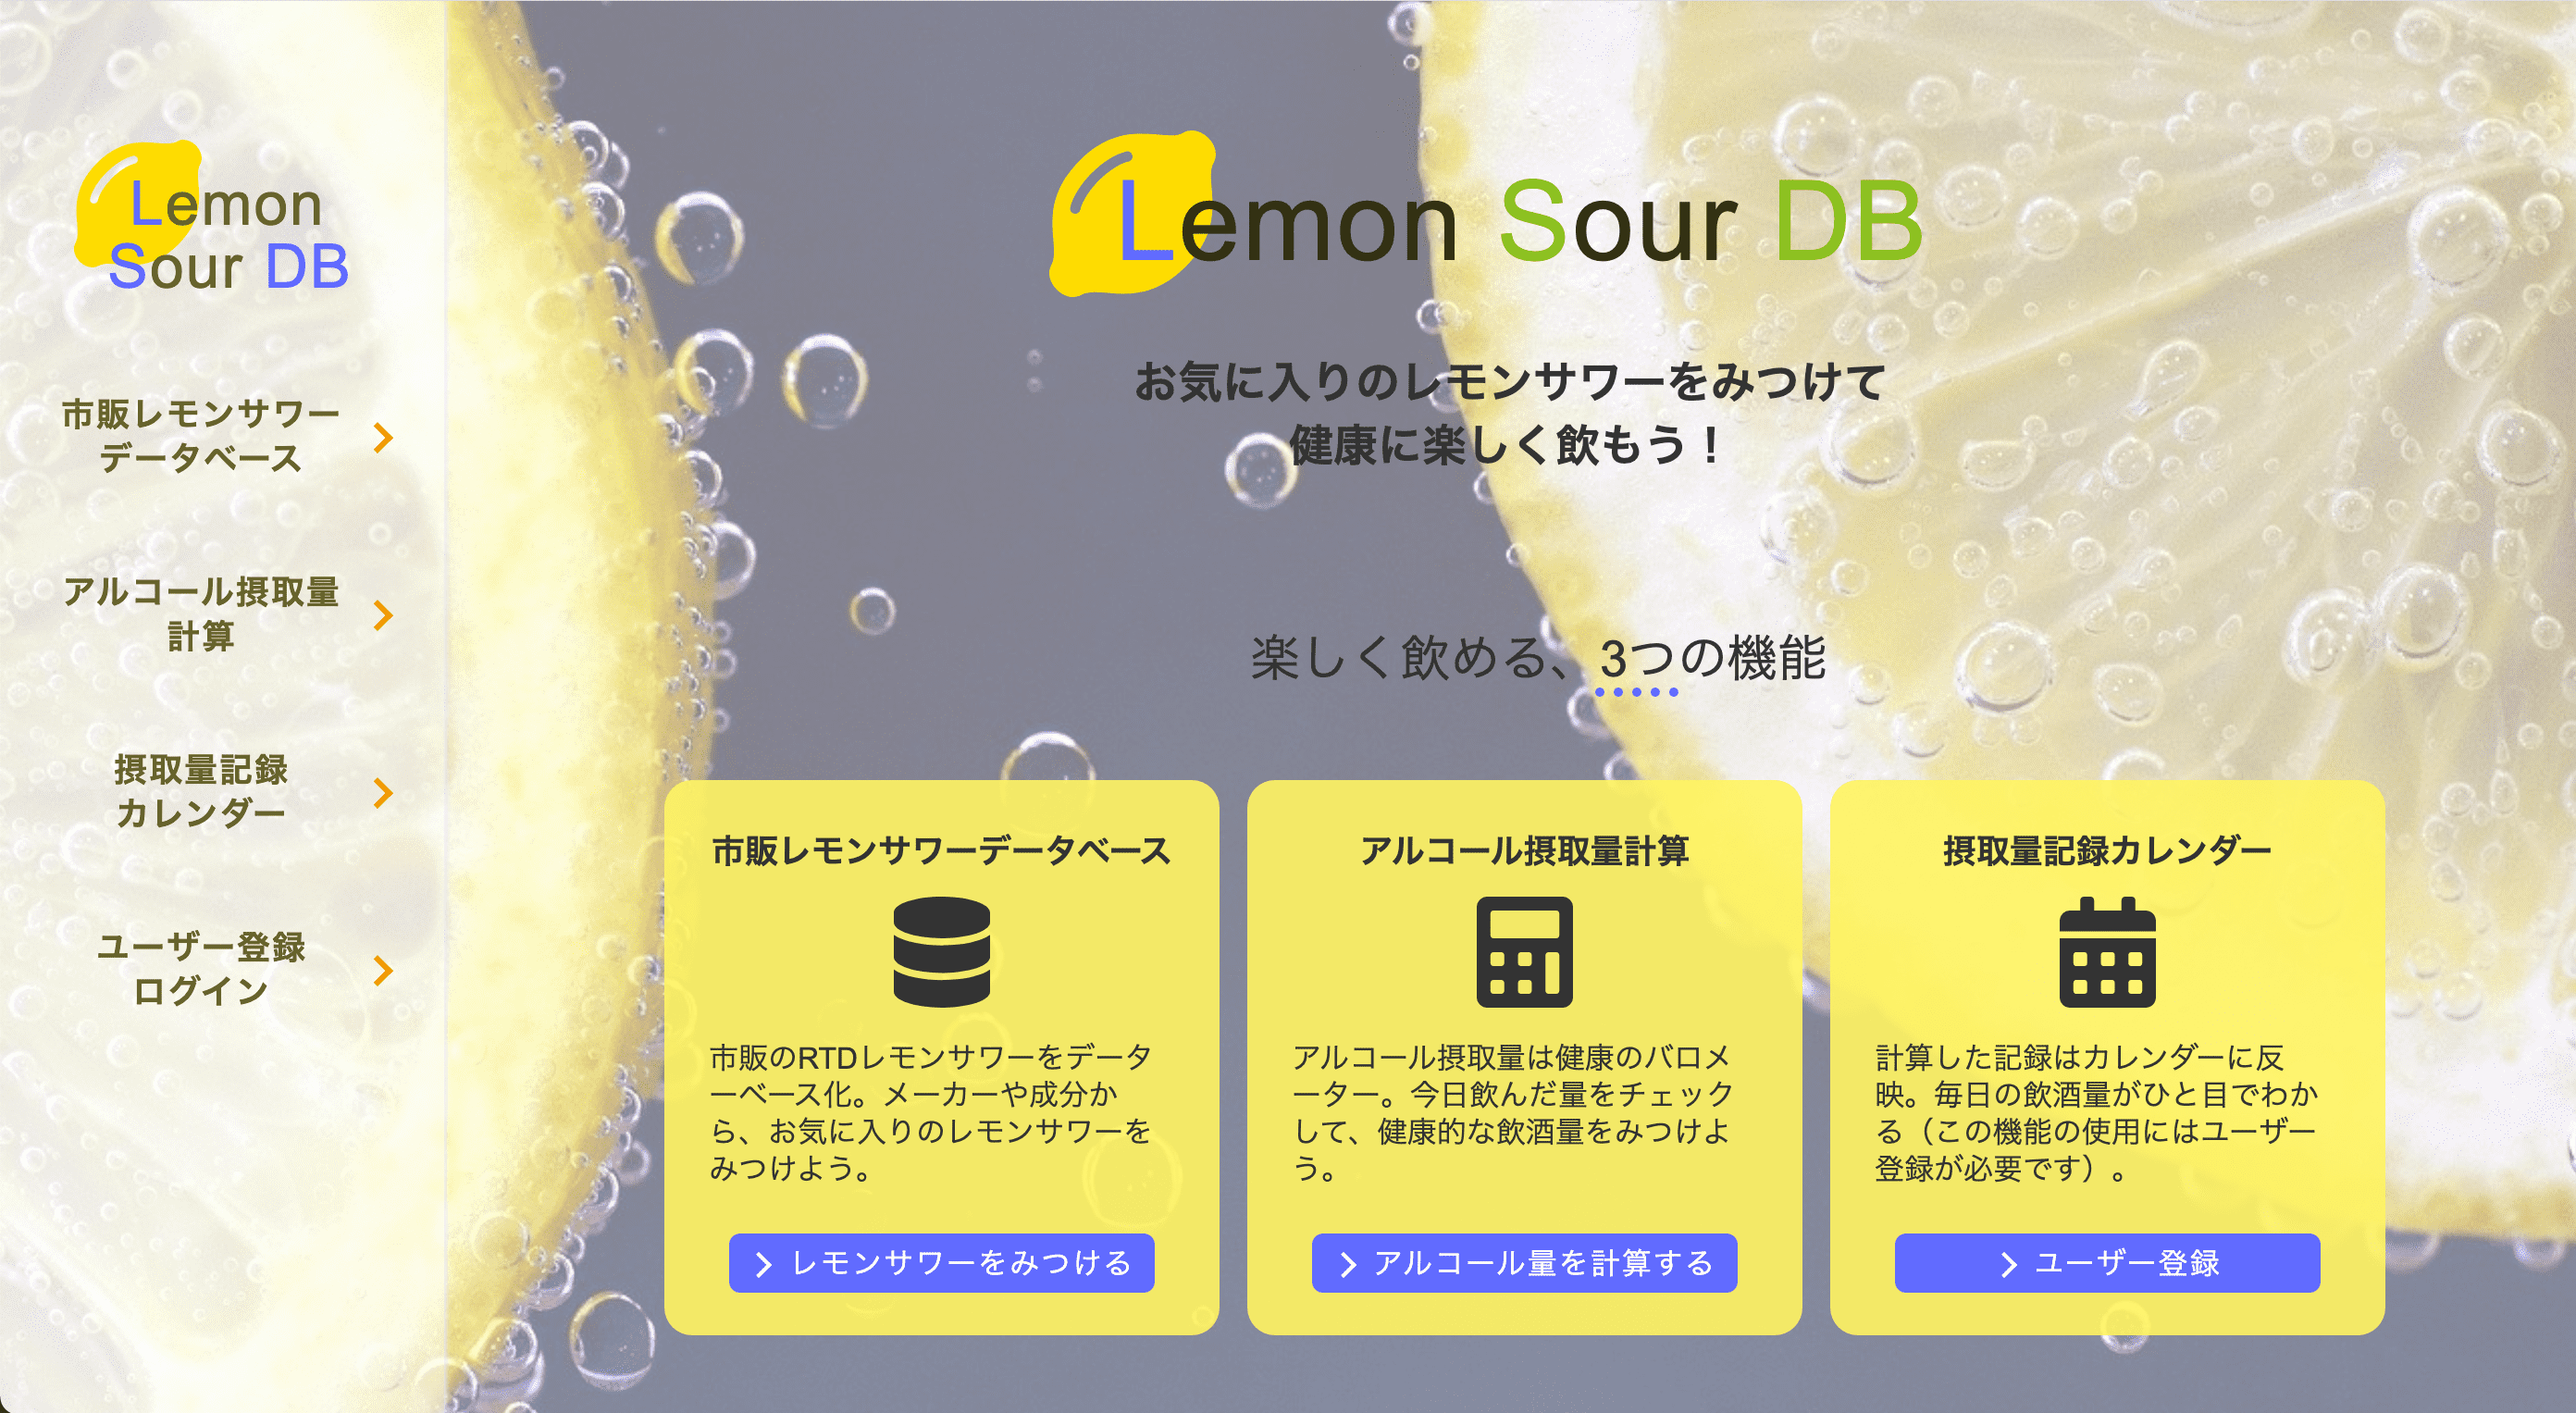 Lemon
Sour DB
市販レモンサワー
データベース
アルコール摂取量
計算
摂取量記録
カレンダー
ユーザー登録
ログイン
Lemon Sour DB
お気に入りのレモンサワーをみつけて
健康に楽しく飲もう！
楽しく飲める、3つの機能
市販レモンサワーデータベース
市販のRTDレモンサワーをデータ
ーベース化。メーカーや成分か
ら、お気に入りのレモンサワーを
みつけよう。
レモンサワーをみつける
アルコール摂取量計算
アルコール摂取量は健康のバロメ
ーター。今日飲んだ量をチェック
して、健康的な飲酒量をみつけよ
う。
アルコール量を計算する
摂取量記録カレンダー
計算した記録はカレンダーに反
映。毎日の飲酒量がひと目でわか
る（この機能の使用にはユーザー
登録が必要です）。
ユーザー登録